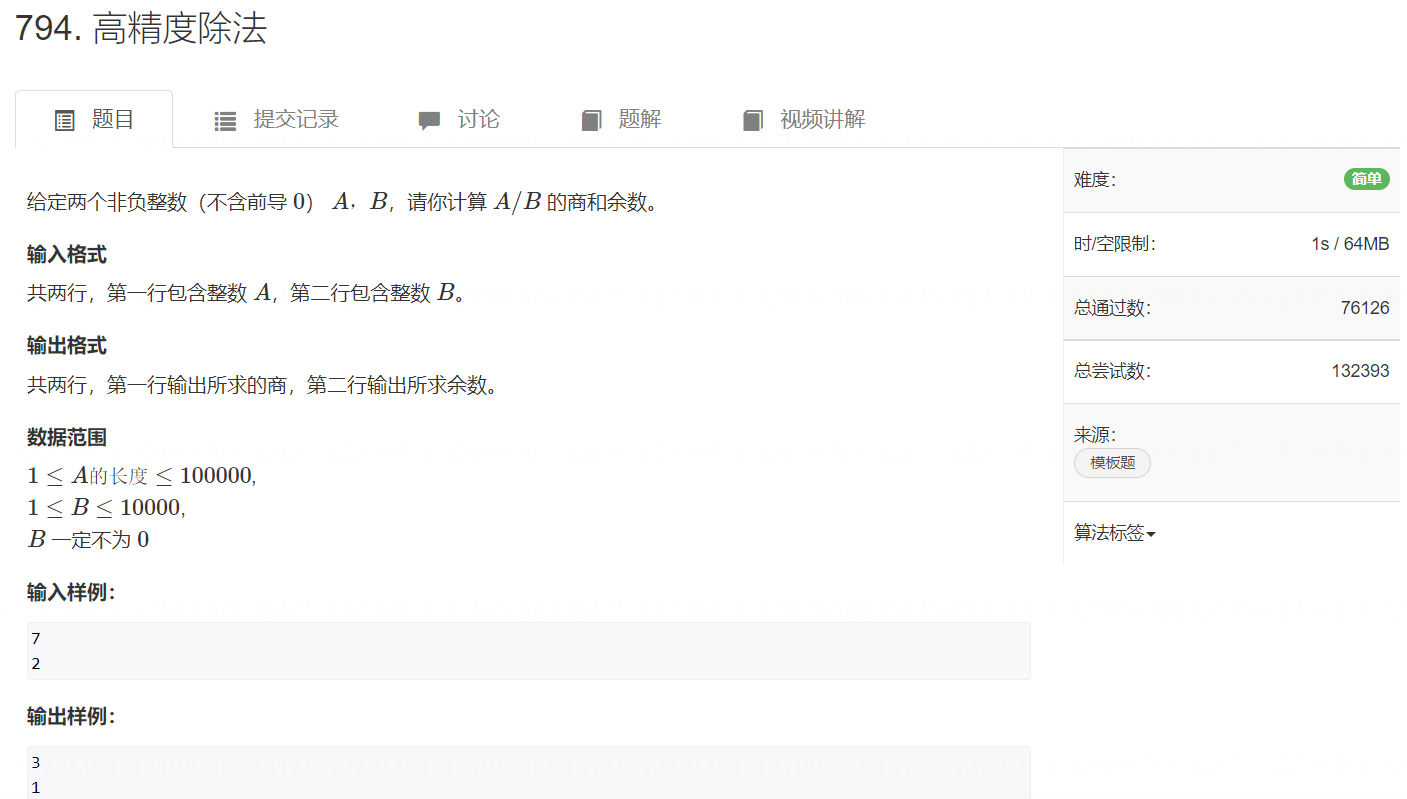 794. 高精度除法
题目 提交记录 讨论 题解 视频讲解
给定两个非负整数（不含前导 0） A，B，请你计算 A/B 的商和余数。
输入格式
共两行，第一行包含整数 A，第二行包含整数 B。
输出格式
共两行，第一行输出所求的商，第二行输出所求余数。
数据范围
1 ≤ A的长度 ≤ 100000,
1 ≤ B ≤ 10000,
B 一定不为 0
输入样例：
7
2
输出样例：
3
1
难度： 简单
时/空限制： 1s / 64MB
总通过数： 76126
总尝试数： 132393
来源：
模板题
算法标签